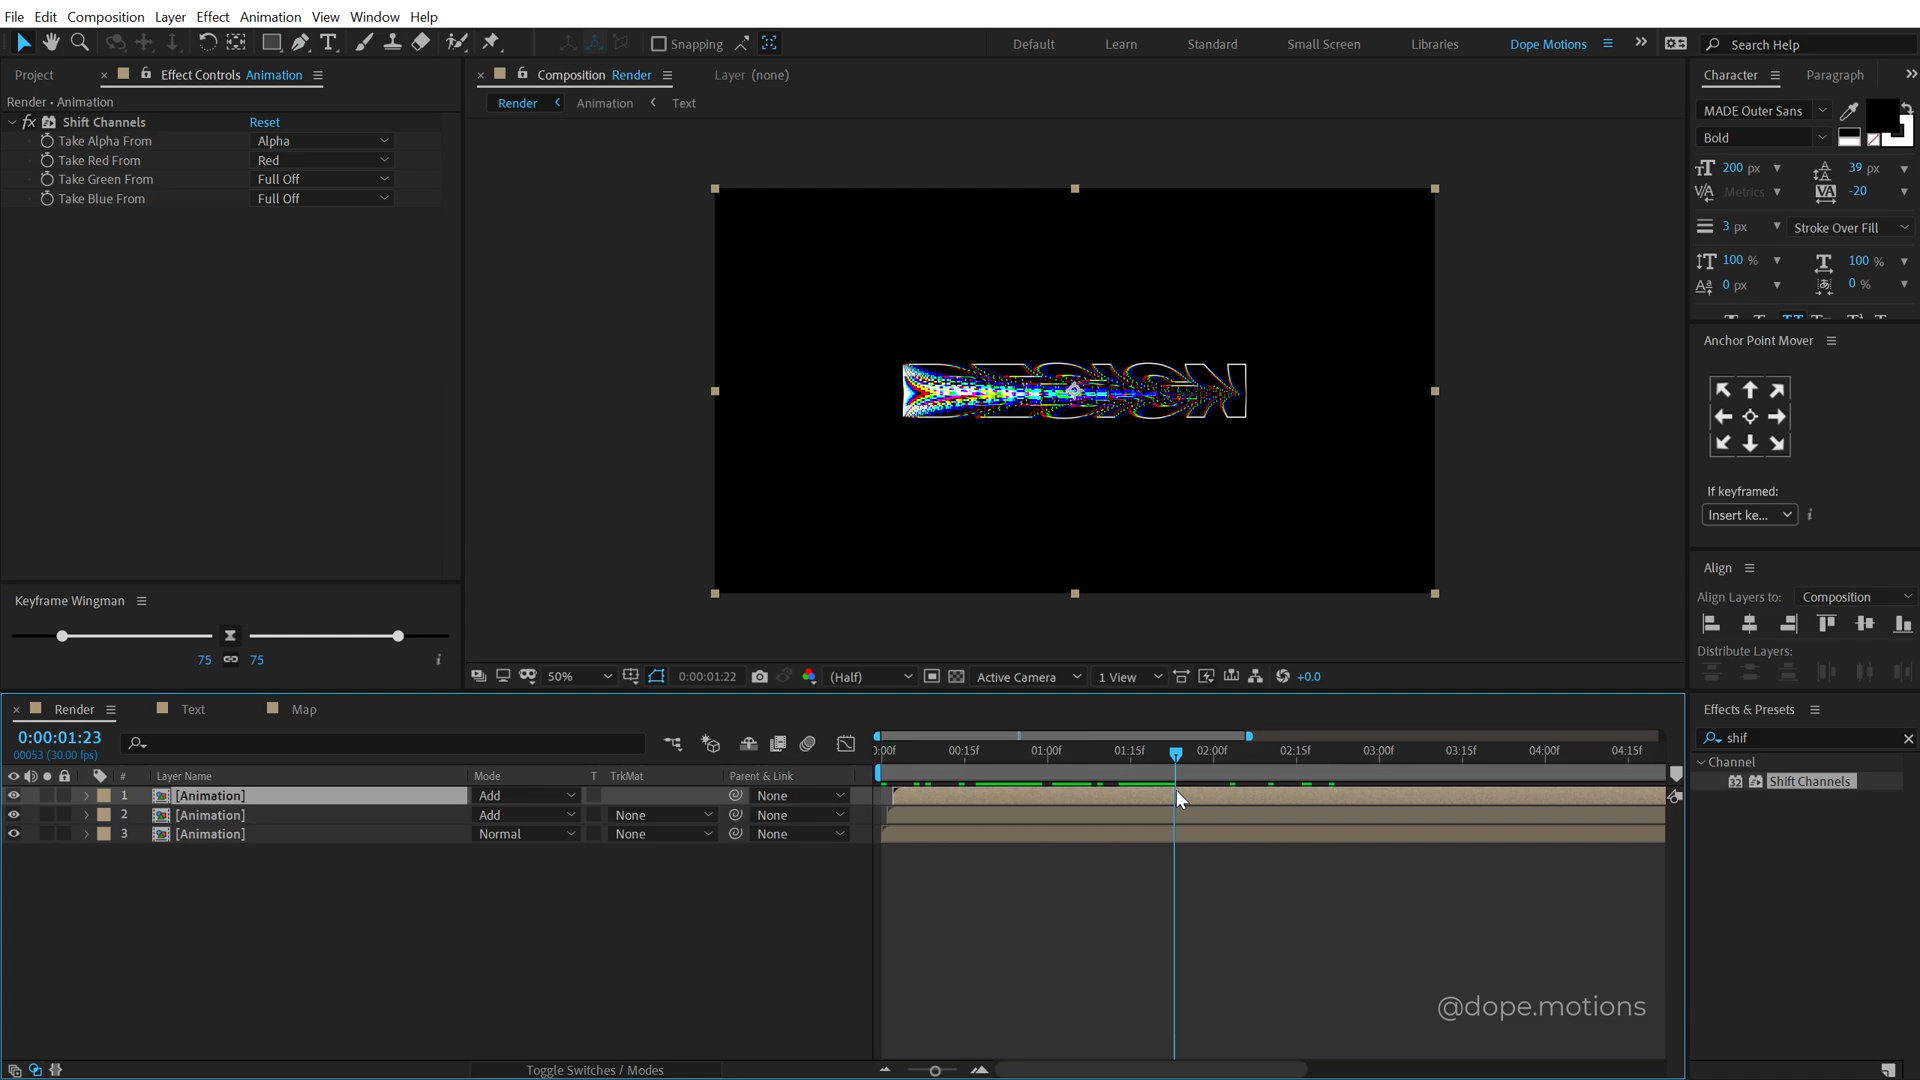 File Edit Composition Layer Effect Animation View Window Help
Snapping Default Learn Standard Small Screen Libraries Dope Motions Search Help
Project Effect Controls Animation Composition Render Layer (none) Character Paragraph
Render • Animation Render Animation Text
fx Shift Channels Reset
Take Alpha From Alpha
Take Red From Red
Take Green From Full Off
Take Blue From Full Off
MADE Outer Sans
Bold
200 px 39 px
Metrics -20
3 px Stroke Over Fill
100 % 100 %
0 px 0 %
Anchor Point Mover
If keyframed:
Insert ke...
Align
Align Layers to: Composition
Distribute Layers:
Keyframe Wingman
75 75
50% 0:00:01:22 (Half) Active Camera 1 View +0.0
Render Text Map
Effects & Presets
shif
Channel
Shift Channels
0:00:01:23
00053 (30.00 fps)
0:00f 00:15f 01:00f 01:15f 02:00f 02:15f 03:00f 03:15f 04:00f 04:15f
# Layer Name Mode T TrkMat Parent & Link
1 [Animation] Add None
2 [Animation] Add None None
3 [Animation] Normal None None
@dope.motions
Toggle Switches / Modes